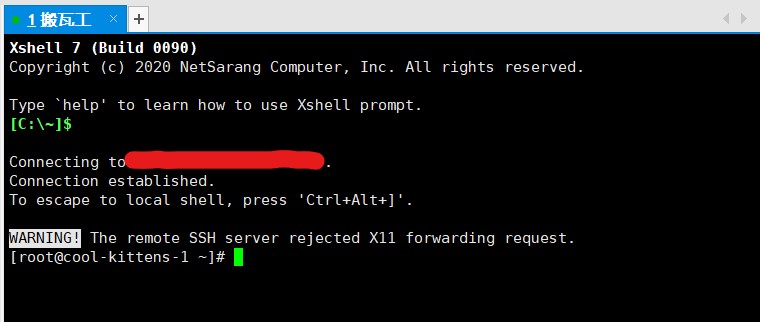 1 搬瓦工 × +
Xshell 7 (Build 0090)
Copyright (c) 2020 NetSarang Computer, Inc. All rights reserved.
Type `help' to learn how to use Xshell prompt.
[C:\~]$
Connecting to .
Connection established.
To escape to local shell, press 'Ctrl+Alt+]'.
WARNING! The remote SSH server rejected X11 forwarding request.
[root@cool-kittens-1 ~]#